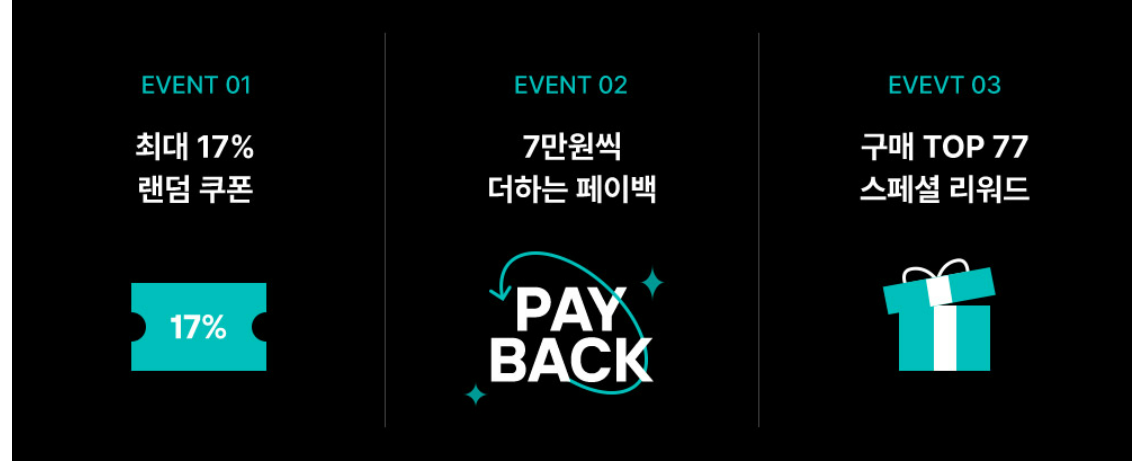 EVENT 01
최대 17%
랜덤 쿠폰
17%
EVENT 02
7만원씩
더하는 페이백
PAY
BACK
EVEVT 03
구매 TOP 77
스페셜 리워드